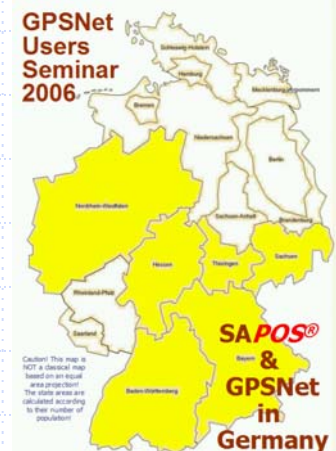 GPSNet
Users
Seminar
2006
Schleswig-Holstein
Hamburg
Mecklenburg-Vorpommern
Bremen
Niedersachsen
Berlin
Nordrhein-Westfalen
Sachsen-Anhalt
Brandenburg
Hessen
Thüringen
Sachsen
Rheinland-Pfalz
Saarland
Bayern
Baden-Württemberg
SAPOS®
&
GPSNet
in
Germany
Caution! This map is
NOT a classical map
based on an equal
area projection!
The state areas are
calculated according
to their number of
population!